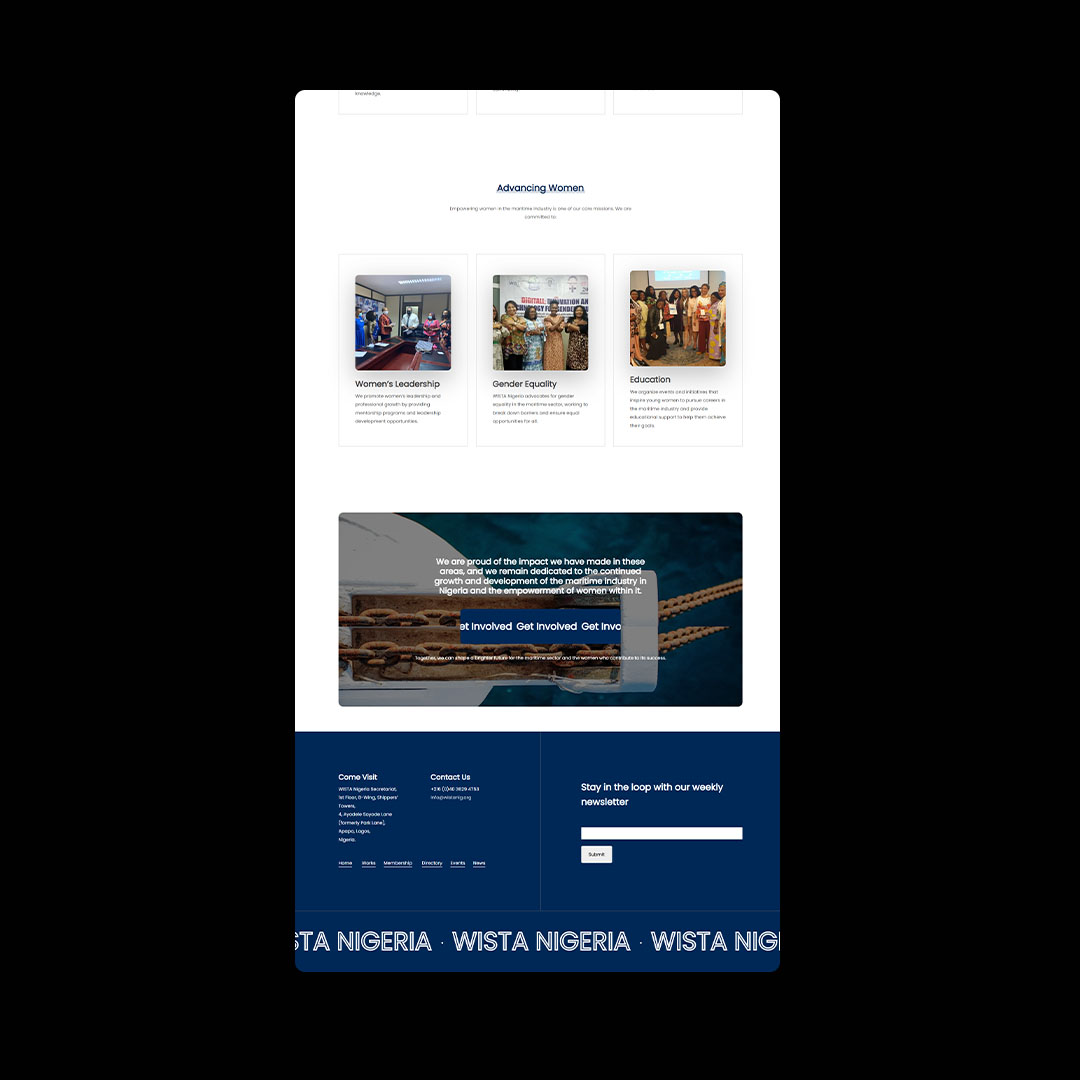 knowledge.
Advancing Women
Empowering women in the maritime industry is one of our core missions. We are
committed to:
DIGITALL: INNOVATION AN
Women's Leadership
We promote women's leadership and
professional growth by providing
mentorship programs and leadership
development opportunities.
Gender Equality
WISTA Nigeria advocates for gender
equality in the maritime sector, working to
break down barriers and ensure equal
opportunities for all.
Education
We organise events and initiatives that
inspire young women to pursue careers in
the maritime industry and provide
educational support to help them achieve
their goals.
We are proud of the impact we have made in these
areas, and we remain dedicated to the continued
growth and development of the maritime industry in
Nigeria and the empowerment of women within it.
et Involved Get Involved Get Invo
Together, we can shape a brighter future for the maritime sector and the women who contribute to its success.
Come Visit
WISTA Nigeria Secretariat,
1st Floor, D-Wing, Shippers'
Towers,
4, Ayodele Soyode Lane
[formerly Park Lane],
Apapa, Lagos,
Nigeria.
Contact Us
Stay in the loop with our weekly
newsletter
Submit
Home Works Membership Directory Events News
STA NIGERIA · WISTA NIGERIA · WISTA NIG